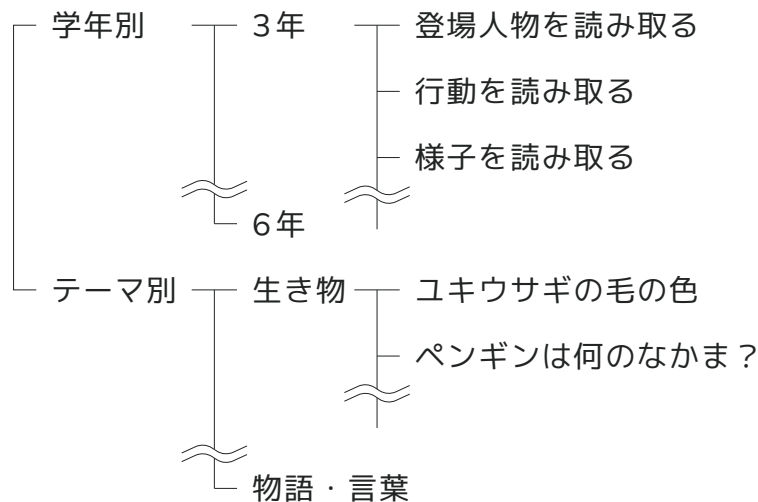 学年別 3年 登場人物を読み取る
行動を読み取る
様子を読み取る
6年
テーマ別 生き物 ユキウサギの毛の色
ペンギンは何のなかま？
物語・言葉